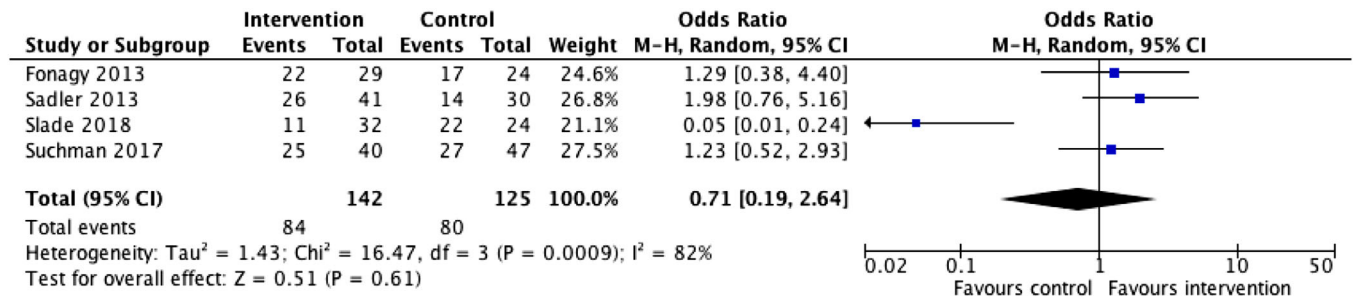 Intervention Control Odds Ratio Odds Ratio
Study or Subgroup Events Total Events Total Weight M-H, Random, 95% CI M-H, Random, 95% CI
Fonagy 2013 22 29 17 24 24.6% 1.29 [0.38, 4.40]
Sadler 2013 26 41 14 30 26.8% 1.98 [0.76, 5.16]
Slade 2018 11 32 22 24 21.1% 0.05 [0.01, 0.24]
Suchman 2017 25 40 27 47 27.5% 1.23 [0.52, 2.93]
Total (95% CI) 142 125 100.0% 0.71 [0.19, 2.64]
Total events 84 80
Heterogeneity: Tau² = 1.43; Chi² = 16.47, df = 3 (P = 0.0009); I² = 82%
Test for overall effect: Z = 0.51 (P = 0.61)
0.02 0.1 1 10 50
Favours control Favours intervention